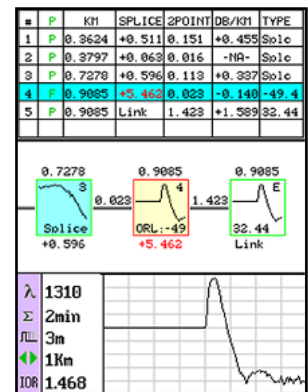 # P KM SPLICE 2POINT DB/KM TYPE
1 P 0.3624 +0.511 0.151 +0.455 Splc
2 P 0.3797 +0.063 0.016 -NA- Splc
3 P 0.7278 +0.596 0.113 +0.337 Splc
4 F 0.9085 +5.462 0.023 -0.140 -49.4
5 P 0.9085 Link 1.423 +1.589 32.44
0.7278 0.9085 0.9085
3 4 E
0.023 1.423
Splice ORL:-49 32.44
+0.596 +5.462 Link
λ 1310
Σ 2min
3m
1Km
IOR 1.468